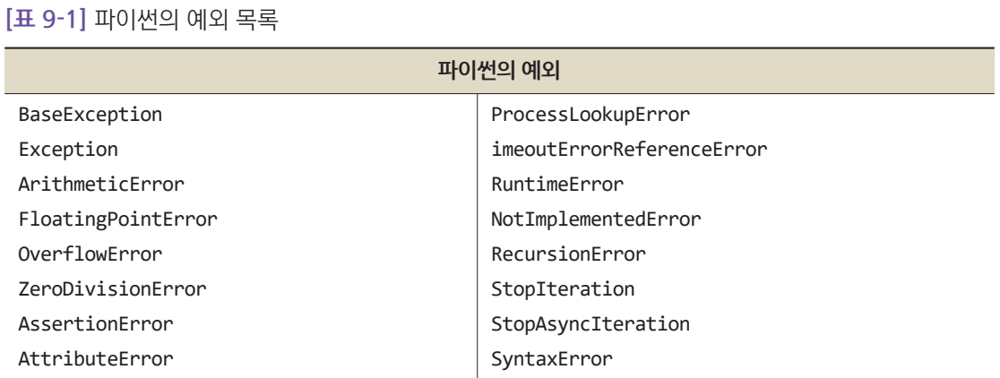 [표 9-1] 파이썬의 예외 목록
파이썬의 예외
BaseException
Exception
ArithmeticError
FloatingPointError
OverflowError
ZeroDivisionError
AssertionError
AttributeError
ProcessLookupError
imeoutErrorReferenceError
RuntimeError
NotImplementedError
RecursionError
StopIteration
StopAsyncIteration
SyntaxError